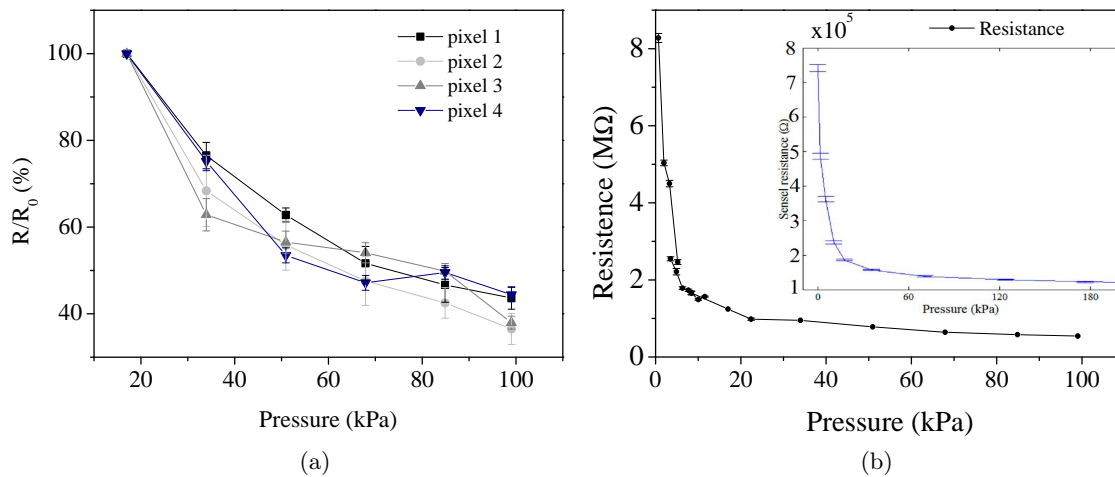 100
80
60
40
R/R0 (%)
20
40
60
80
100
Pressure (kPa)
pixel 1
pixel 2
pixel 3
pixel 4
(a)
8
6
4
2
0
Resistence (MΩ)
0
20
40
60
80
100
Pressure (kPa)
Resistance
x10^5
8
7
6
5
4
3
2
1
Sensel resistance (Ω)
0
60
120
180
Pressure (kPa)
(b)